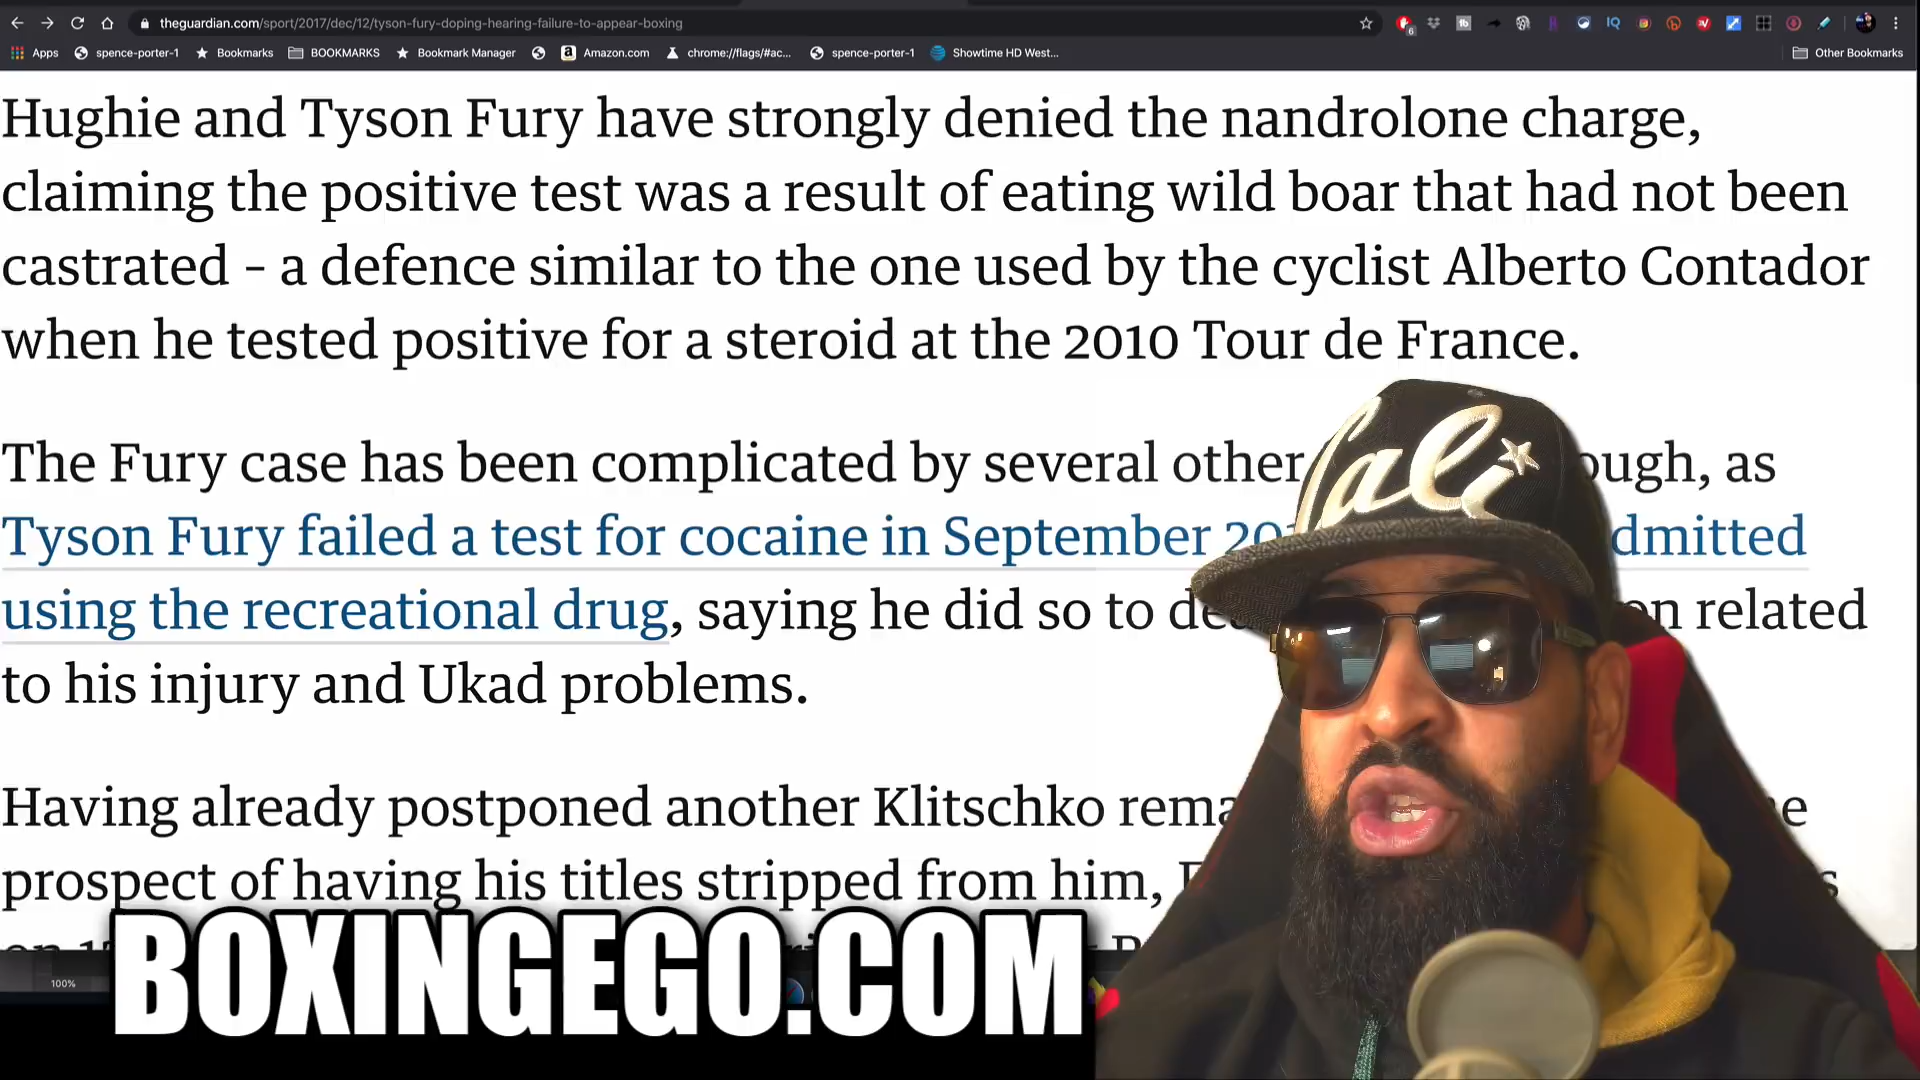 theguardian.com/sport/2017/dec/12/tyson-fury-doping-hearing-failure-to-appear-boxing
Apps spence-porter-1 Bookmarks BOOKMARKS Bookmark Manager Amazon.com chrome://flags/#ac... spence-porter-1 Showtime HD West... Other Bookmarks
Hughie and Tyson Fury have strongly denied the nandrolone charge,
claiming the positive test was a result of eating wild boar that had not been
castrated – a defence similar to the one used by the cyclist Alberto Contador
when he tested positive for a steroid at the 2010 Tour de France.
The Fury case has been complicated by several other ough, as
Tyson Fury failed a test for cocaine in September 20 dmitted
using the recreational drug, saying he did so to de on related
to his injury and Ukad problems.
Having already postponed another Klitschko rema e
prospect of having his titles stripped from him, s
100%
BOXINGEGO.COM
Cali